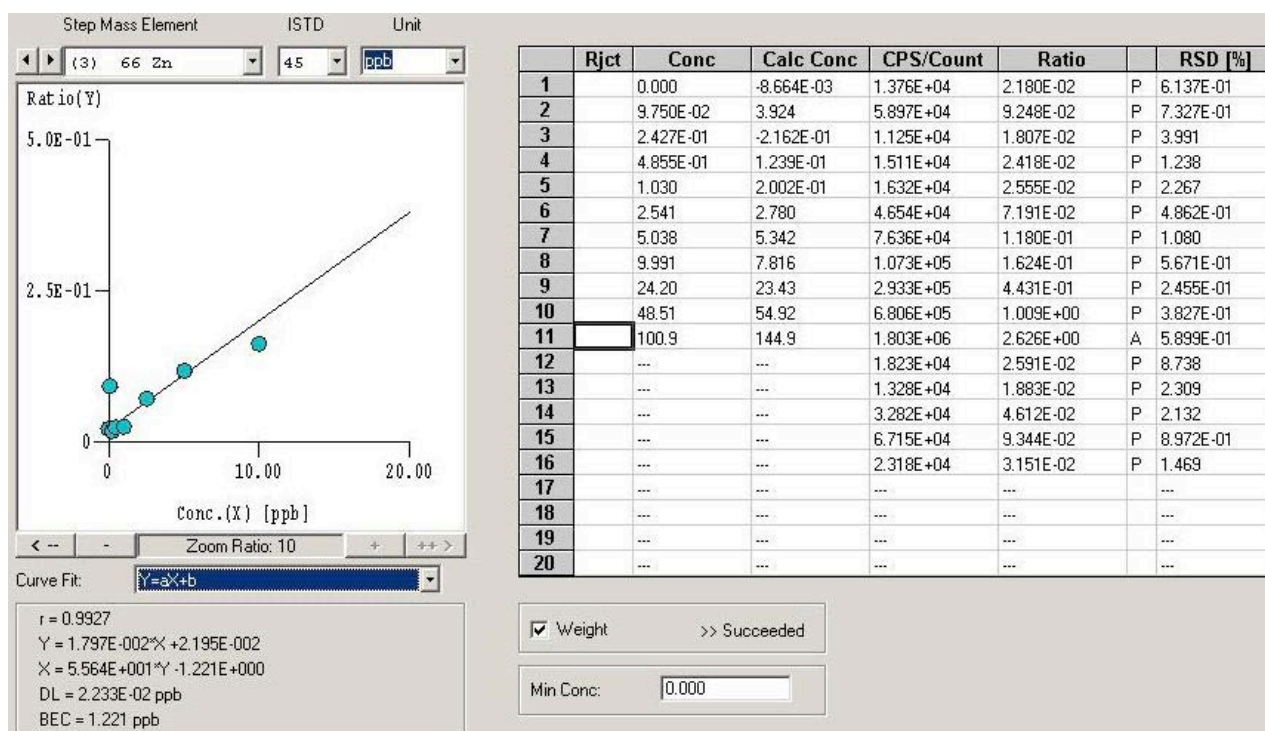 Step Mass Element ISTD Unit
(3) 66 Zn 45 ppb
Ratio(Y)
5.0E-01
2.5E-01
0
0 10.00 20.00
Conc.(X) [ppb]
< -- - Zoom Ratio: 10 + ++ >
Curve Fit: Y=aX+b
r = 0.9927
Y = 1.797E-002*X +2.195E-002
X = 5.564E+001*Y -1.221E+000
DL = 2.233E-02 ppb
BEC = 1.221 ppb
Rjct Conc Calc Conc CPS/Count Ratio RSD [%]
1 0.000 -8.664E-03 1.376E+04 2.180E-02 P 6.137E-01
2 9.750E-02 3.924 5.897E+04 9.248E-02 P 7.327E-01
3 2.427E-01 -2.162E-01 1.125E+04 1.807E-02 P 3.991
4 4.855E-01 1.239E-01 1.511E+04 2.418E-02 P 1.238
5 1.030 2.002E-01 1.632E+04 2.555E-02 P 2.267
6 2.541 2.780 4.654E+04 7.191E-02 P 4.862E-01
7 5.038 5.342 7.636E+04 1.180E-01 P 1.080
8 9.991 7.816 1.073E+05 1.624E-01 P 5.671E-01
9 24.20 23.43 2.933E+05 4.431E-01 P 2.455E-01
10 48.51 54.92 6.806E+05 1.009E+00 P 3.827E-01
11 100.9 144.9 1.803E+06 2.626E+00 A 5.899E-01
12 --- --- 1.823E+04 2.591E-02 P 8.738
13 --- --- 1.328E+04 1.883E-02 P 2.309
14 --- --- 3.282E+04 4.612E-02 P 2.132
15 --- --- 6.715E+04 9.344E-02 P 8.972E-01
16 --- --- 2.318E+04 3.151E-02 P 1.469
17 --- --- --- --- ---
18 --- --- --- --- ---
19 --- --- --- --- ---
20 --- --- --- --- ---
Weight >> Succeeded
Min Conc: 0.000